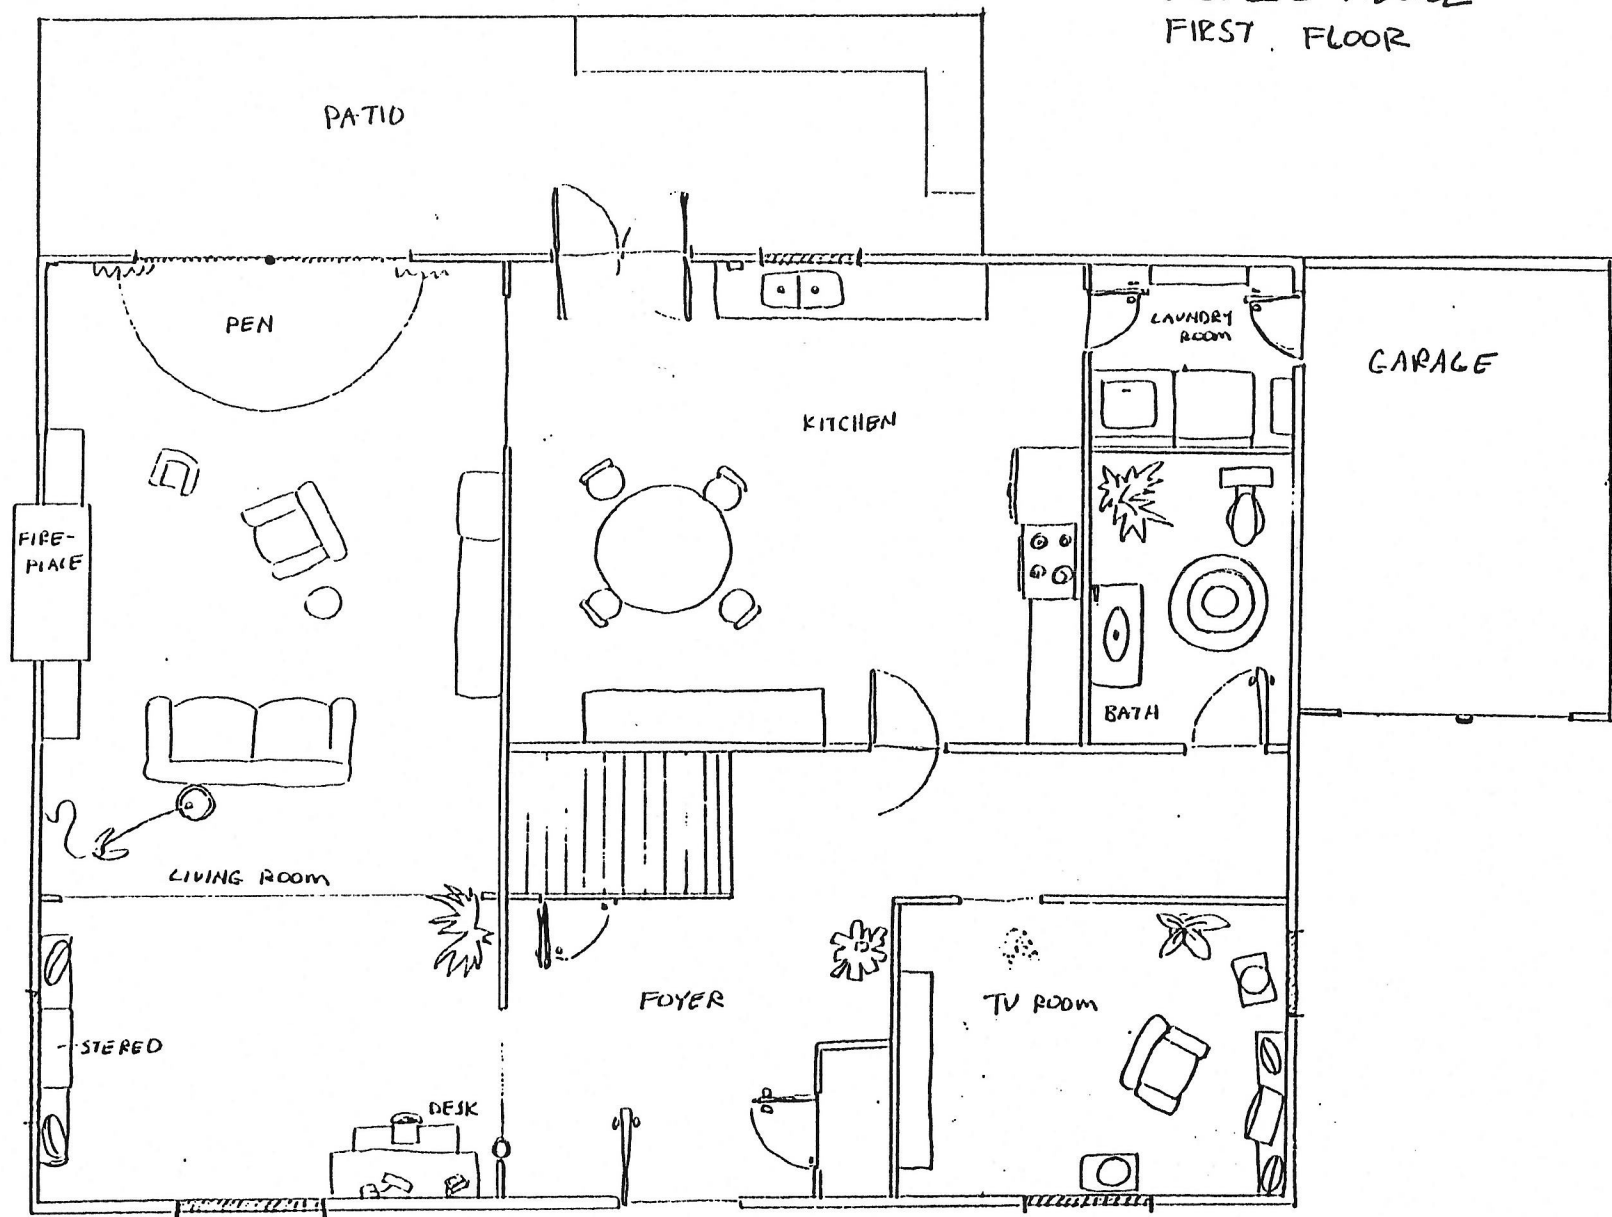 FIRST FLOOR
PATIO
PEN
LAUNDRY
ROOM
GARAGE
KITCHEN
FIRE-
PLACE
BATH
LIVING ROOM
FOYER
TV ROOM
STEREO
DESK